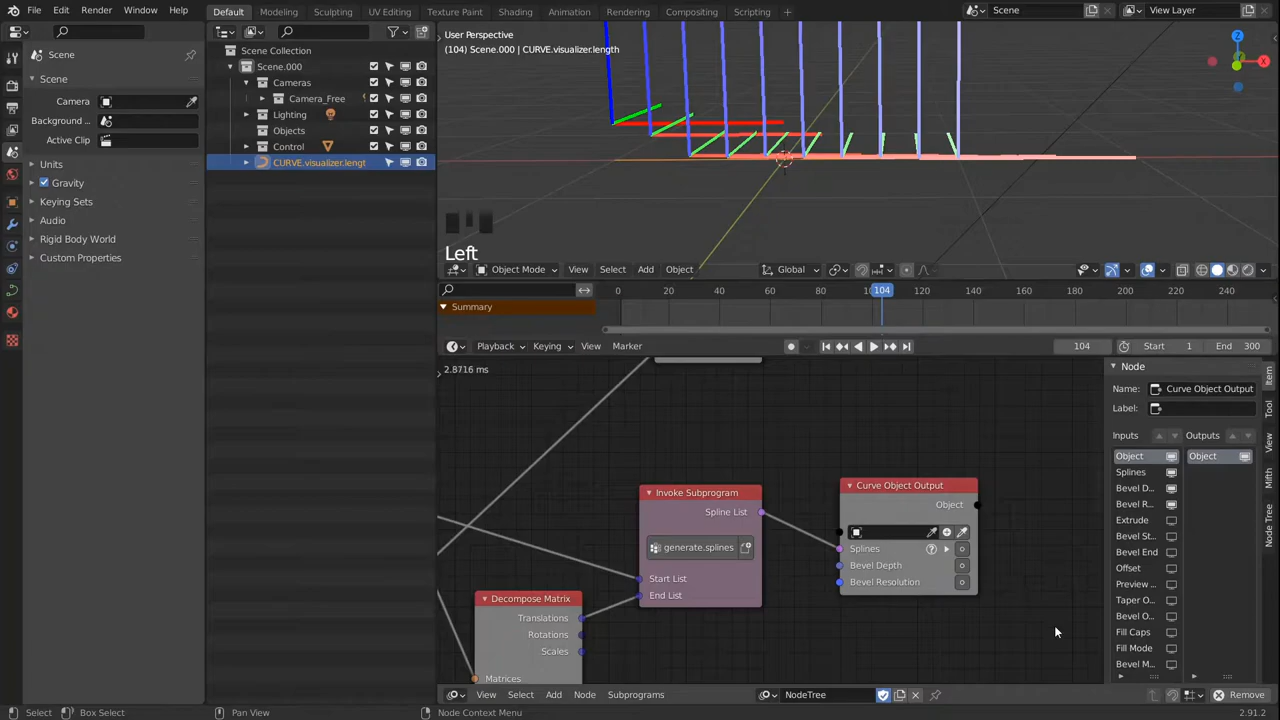 File Edit Render Window Help
Default Modeling Sculpting UV Editing Texture Paint Shading Animation Rendering Compositing Scripting
Scene
View Layer
Scene
Scene
Camera
Background ...
Active Clip
Units
Gravity
Keying Sets
Audio
Rigid Body World
Custom Properties
Scene Collection
Scene.000
Cameras
Camera_Free
Lighting
Objects
Control
CURVE.visualizer.lengt
User Perspective
(104) Scene.000 | CURVE.visualizer.length
Z
X
Left
Object Mode View Select Add Object Global
0 20 40 60 80 104 120 140 160 180 200 220 240
Summary
Playback Keying View Marker 104 Start 1 End 300
2.8716 ms
Invoke Subprogram
Spline List
generate.splines
Start List
End List
Decompose Matrix
Translations
Rotations
Scales
Matrices
Curve Object Output
Object
Splines
Bevel Depth
Bevel Resolution
Node
Name: Curve Object Output
Label:
Inputs Outputs
Object Object
Splines
Bevel D...
Bevel R...
Extrude
Bevel St...
Bevel End
Offset
Preview ...
Taper O...
Bevel O...
Fill Caps
Fill Mode
Bevel M...
Item
Tool
View
Mifth
Node Tree
View Select Add Node Subprograms NodeTree Remove
Select Box Select Pan View Node Context Menu 2.91.2